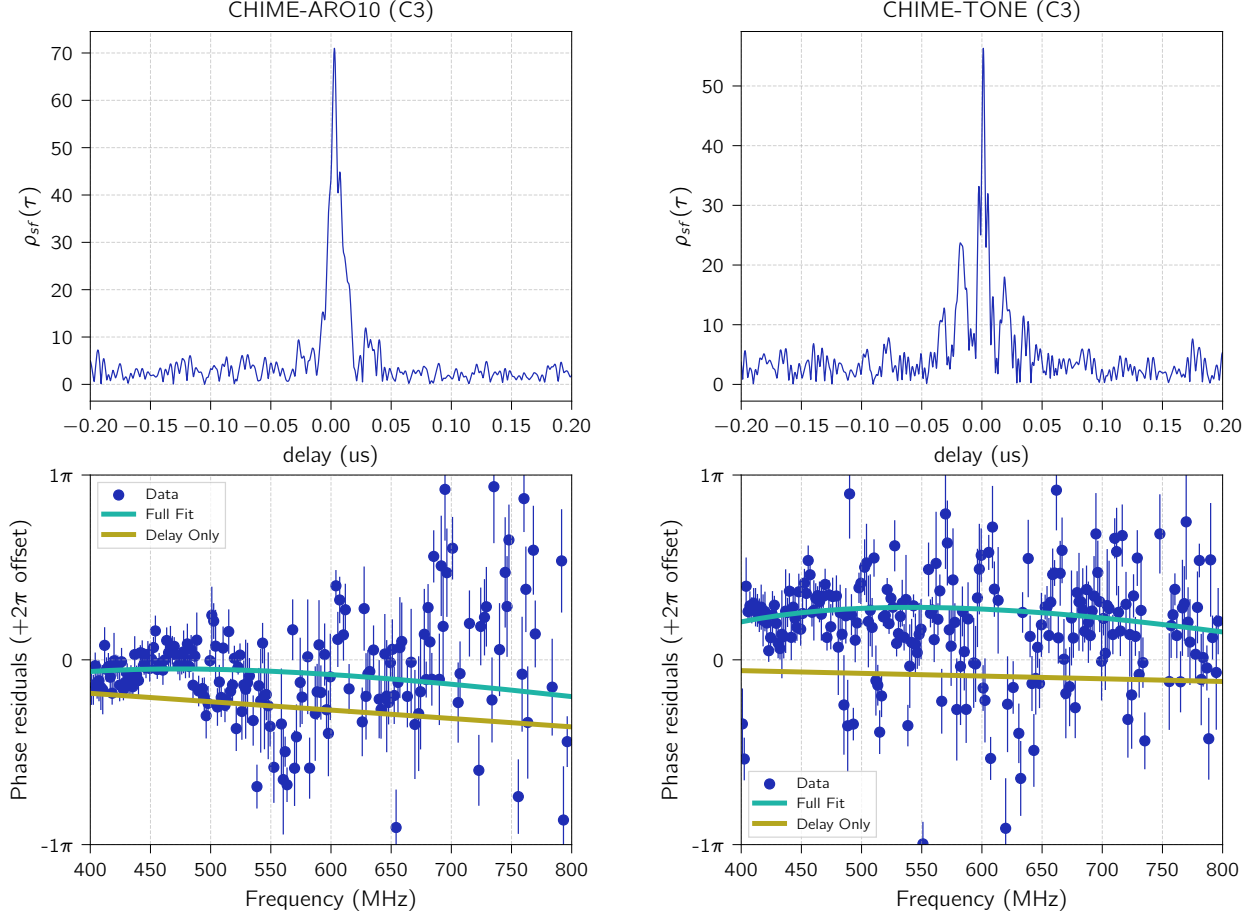 CHIME-ARO10 (C3)
70
60
50
40
30
20
10
0
ρsf(τ)
−0.20 −0.15 −0.10 −0.05 0.00 0.05 0.10 0.15 0.20
delay (us)
CHIME-TONE (C3)
50
40
30
20
10
0
ρsf(τ)
−0.20 −0.15 −0.10 −0.05 0.00 0.05 0.10 0.15 0.20
delay (us)
1π
0
-1π
Phase residuals (+2π offset)
Data
Full Fit
Delay Only
400 450 500 550 600 650 700 750 800
Frequency (MHz)
1π
0
-1π
Phase residuals (+2π offset)
Data
Full Fit
Delay Only
400 450 500 550 600 650 700 750 800
Frequency (MHz)